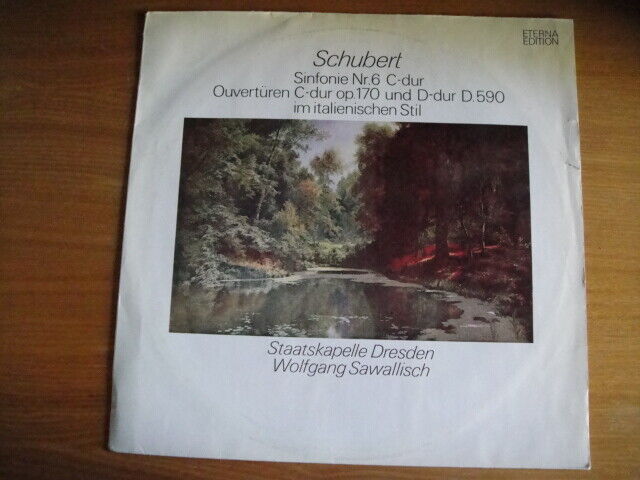 ETERNA
EDITION
Schubert
Sinfonie Nr.6 C-dur
Ouvertüren C-dur op.170 und D-dur D.590
im italienischen Stil
Staatskapelle Dresden
Wolfgang Sawallisch